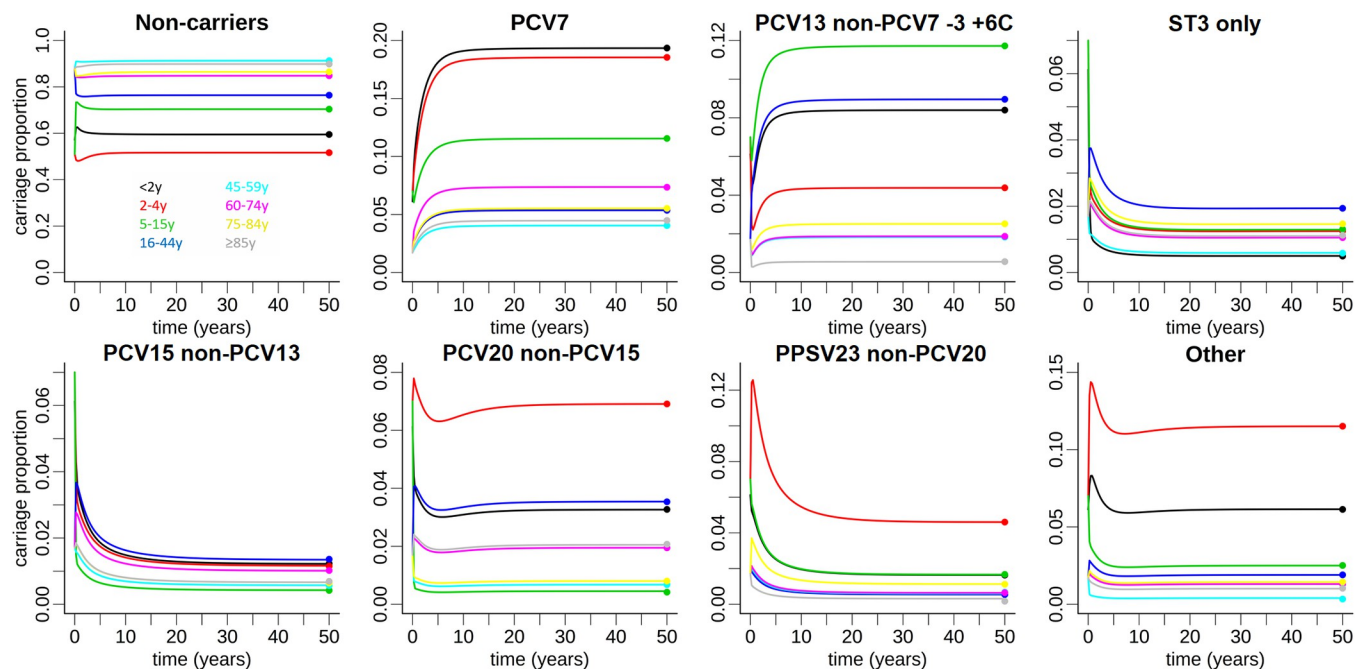 Non-carriers
carriage proportion
0.0 0.2 0.4 0.6 0.8 1.0
<2y 45-59y
2-4y 60-74y
5-15y 75-84y
16-44y ≥85y
0 10 20 30 40 50
time (years)
PCV7
0.00 0.05 0.10 0.15 0.20
0 10 20 30 40 50
time (years)
PCV13 non-PCV7 -3 +6C
0.00 0.04 0.08 0.12
0 10 20 30 40 50
time (years)
ST3 only
0.00 0.02 0.04 0.06
0 10 20 30 40 50
time (years)
PCV15 non-PCV13
carriage proportion
0.00 0.02 0.04 0.06
0 10 20 30 40 50
time (years)
PCV20 non-PCV15
0.00 0.02 0.04 0.06 0.08
0 10 20 30 40 50
time (years)
PPSV23 non-PCV20
0.00 0.04 0.08 0.12
0 10 20 30 40 50
time (years)
Other
0.00 0.05 0.10 0.15
0 10 20 30 40 50
time (years)